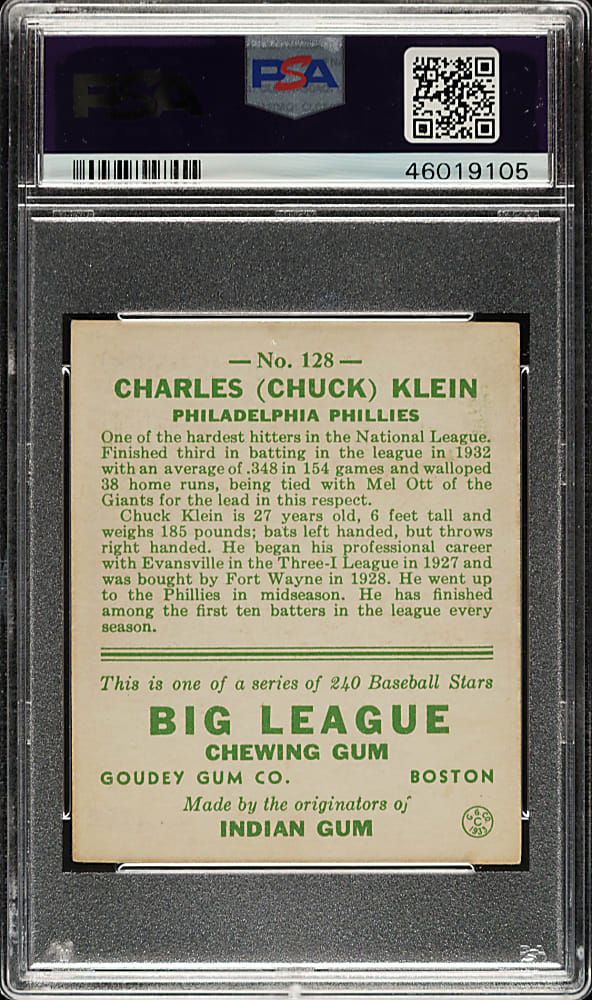 PSA
PSA
46019105
— No. 128 —
CHARLES (CHUCK) KLEIN
PHILADELPHIA PHILLIES
One of the hardest hitters in the National League.
Finished third in batting in the league in 1932
with an average of .348 in 154 games and walloped
38 home runs, being tied with Mel Ott of the
Giants for the lead in this respect.
Chuck Klein is 27 years old, 6 feet tall and
weighs 185 pounds; bats left handed, but throws
right handed. He began his professional career
with Evansville in the Three-I League in 1927 and
was bought by Fort Wayne in 1928. He went up
to the Phillies in midseason. He has finished
among the first ten batters in the league every
season.
This is one of a series of 240 Baseball Stars
BIG LEAGUE
CHEWING GUM
GOUDEY GUM CO. BOSTON
Made by the originators of
INDIAN GUM
G. G. CO.
C
1933